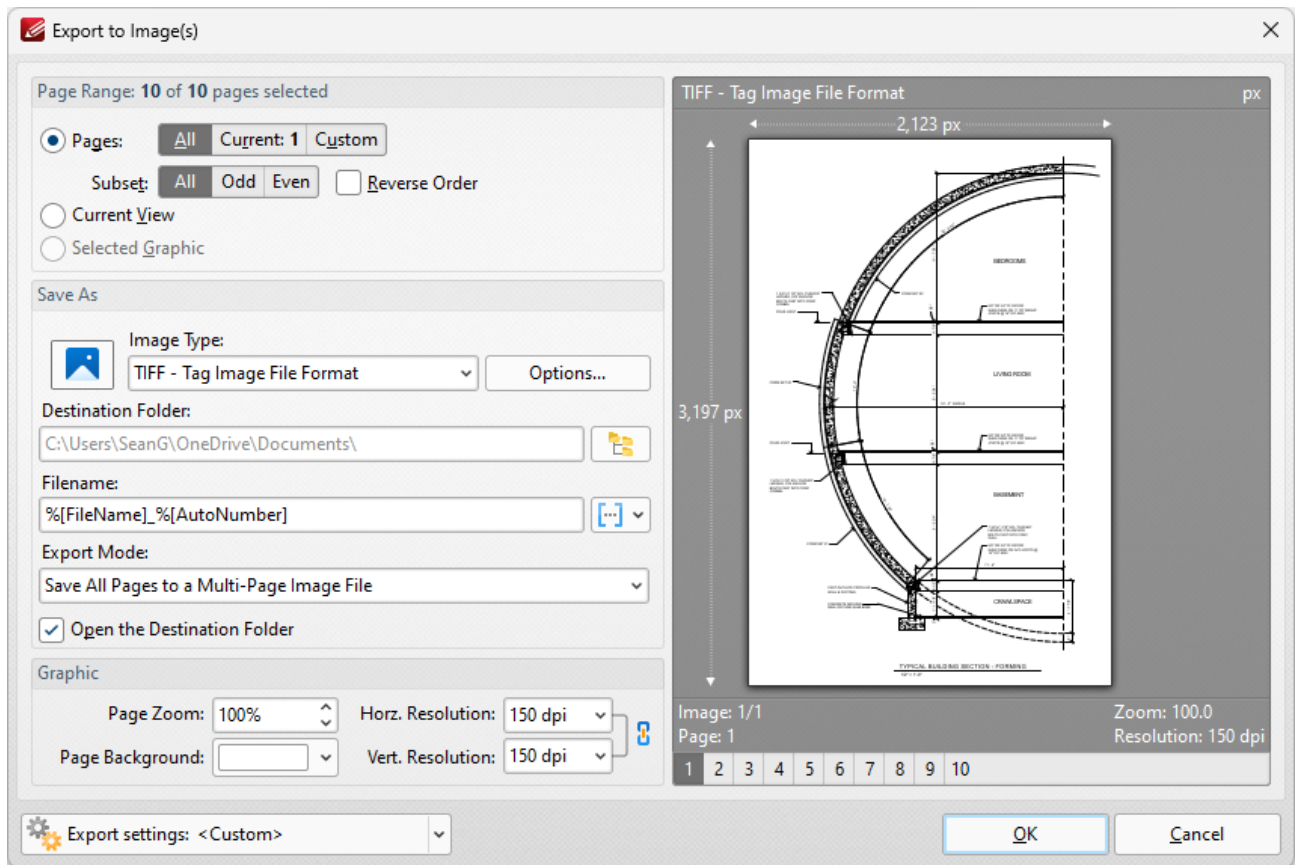 Export to Image(s)
Page Range: 10 of 10 pages selected
Pages: All Current: 1 Custom
Subset: All Odd Even Reverse Order
Current View
Selected Graphic
Save As
Image Type:
TIFF - Tag Image File Format Options...
Destination Folder:
C:\Users\SeanG\OneDrive\Documents\
Filename:
%[FileName]_%[AutoNumber]
Export Mode:
Save All Pages to a Multi-Page Image File
Open the Destination Folder
Graphic
Page Zoom: 100% Horz. Resolution: 150 dpi
Page Background: Vert. Resolution: 150 dpi
TIFF - Tag Image File Format px
2,123 px
3,197 px
BEDROOMS
LIVING ROOM
BASEMENT
CRAWLSPACE
TYPICAL BUILDING SECTION - FORMING
Image: 1/1 Zoom: 100.0
Page: 1 Resolution: 150 dpi
1 2 3 4 5 6 7 8 9 10
Export settings: <Custom> OK Cancel